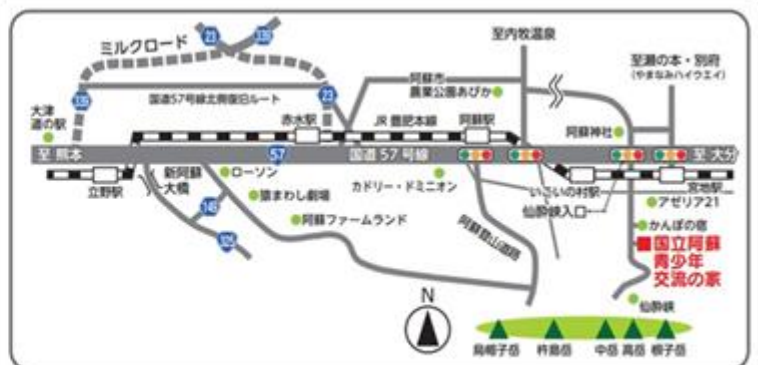 ミルクロード
23
339
339
23
至内牧温泉
至瀬の本・別府
(やまなみハイウエイ)
阿蘇市
農業公園あぴか
国道57号線北側復旧ルート
大津
道の駅
赤水駅
JR 豊肥本線
阿蘇駅
阿蘇神社
至 熊本
57
国道 57 号線
至 大分
立野駅
新阿蘇
大橋
ローソン
猿まわし劇場
阿蘇ファームランド
149
325
カドリー・ドミニオン
阿蘇登山道路
いこいの村駅
仙酔峡入口
宮地駅
アゼリア21
かんぽの宿
国立阿蘇
青少年
交流の家
仙酔峡
N
烏帽子岳
杵島岳
中岳
高岳
根子岳